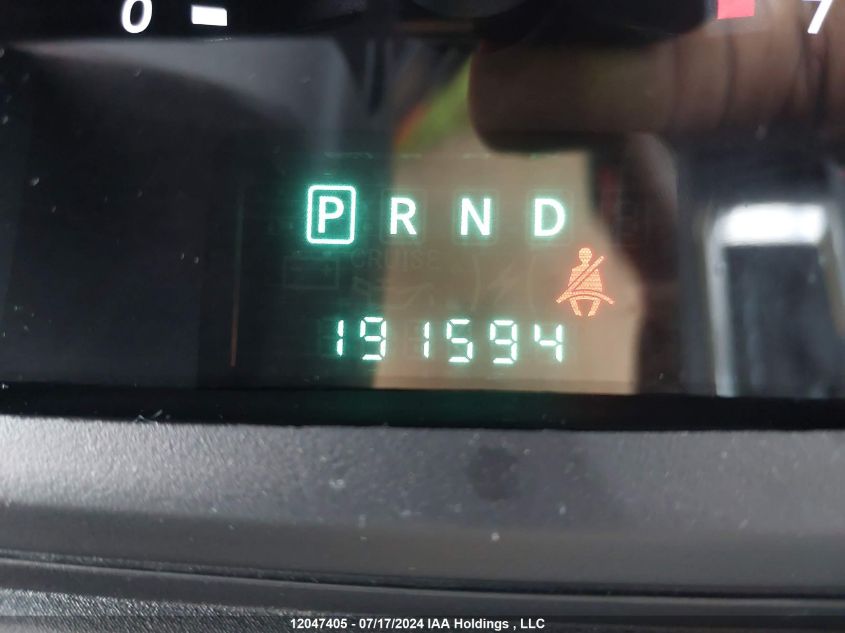 0 7
P R N D
CRUISE
191594
12047405 - 07/17/2024 IAA Holdings , LLC